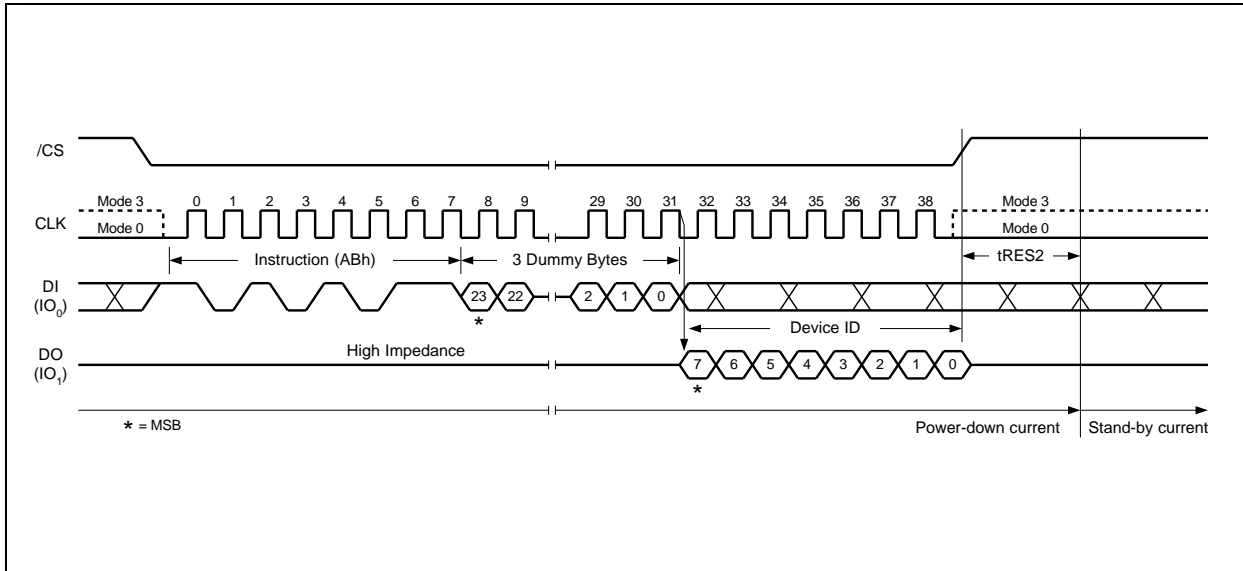 /CS
Mode 3 0 1 2 3 4 5 6 7 8 9 29 30 31 32 33 34 35 36 37 38 Mode 3
CLK
Mode 0 Mode 0
Instruction (ABh) 3 Dummy Bytes tRES2
DI
(IO0) 23 22 2 1 0
*
Device ID
High Impedance
DO
(IO1) 7 6 5 4 3 2 1 0
*
* = MSB Power-down current Stand-by current